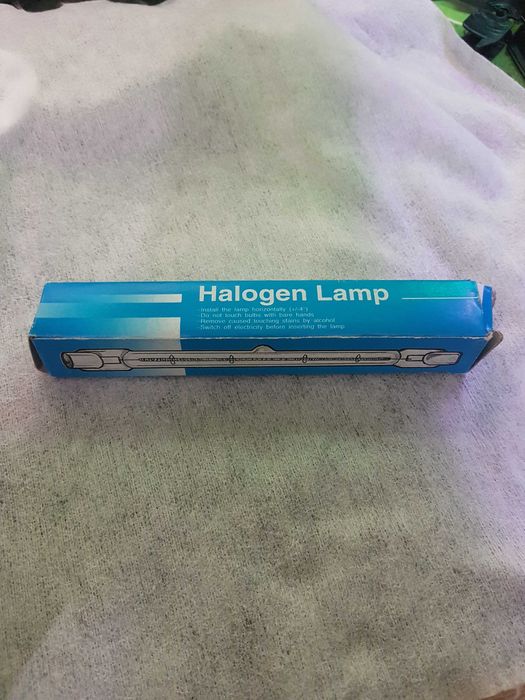 Halogen Lamp
- Install the lamp horizontally (+/-4°)
- Do not touch bulbs with bare hands
- Remove caused touching stains by alcohol
- Switch off electricity before inserting the lamp